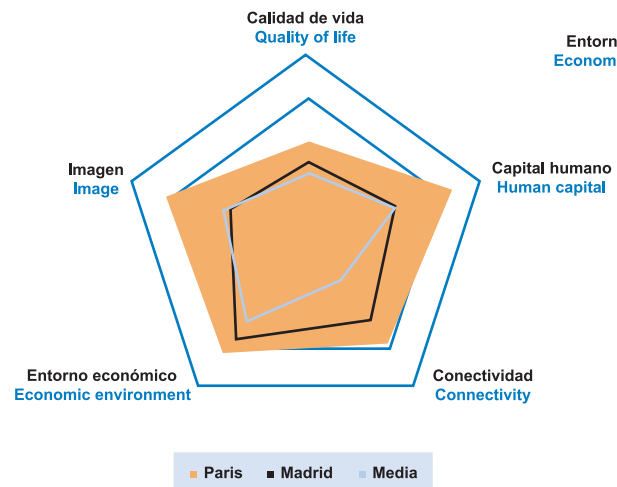 Calidad de vida
Quality of life
Entorn
Econom
Imagen
Image
Capital humano
Human capital
Entorno económico
Economic environment
Conectividad
Connectivity
Paris Madrid Media